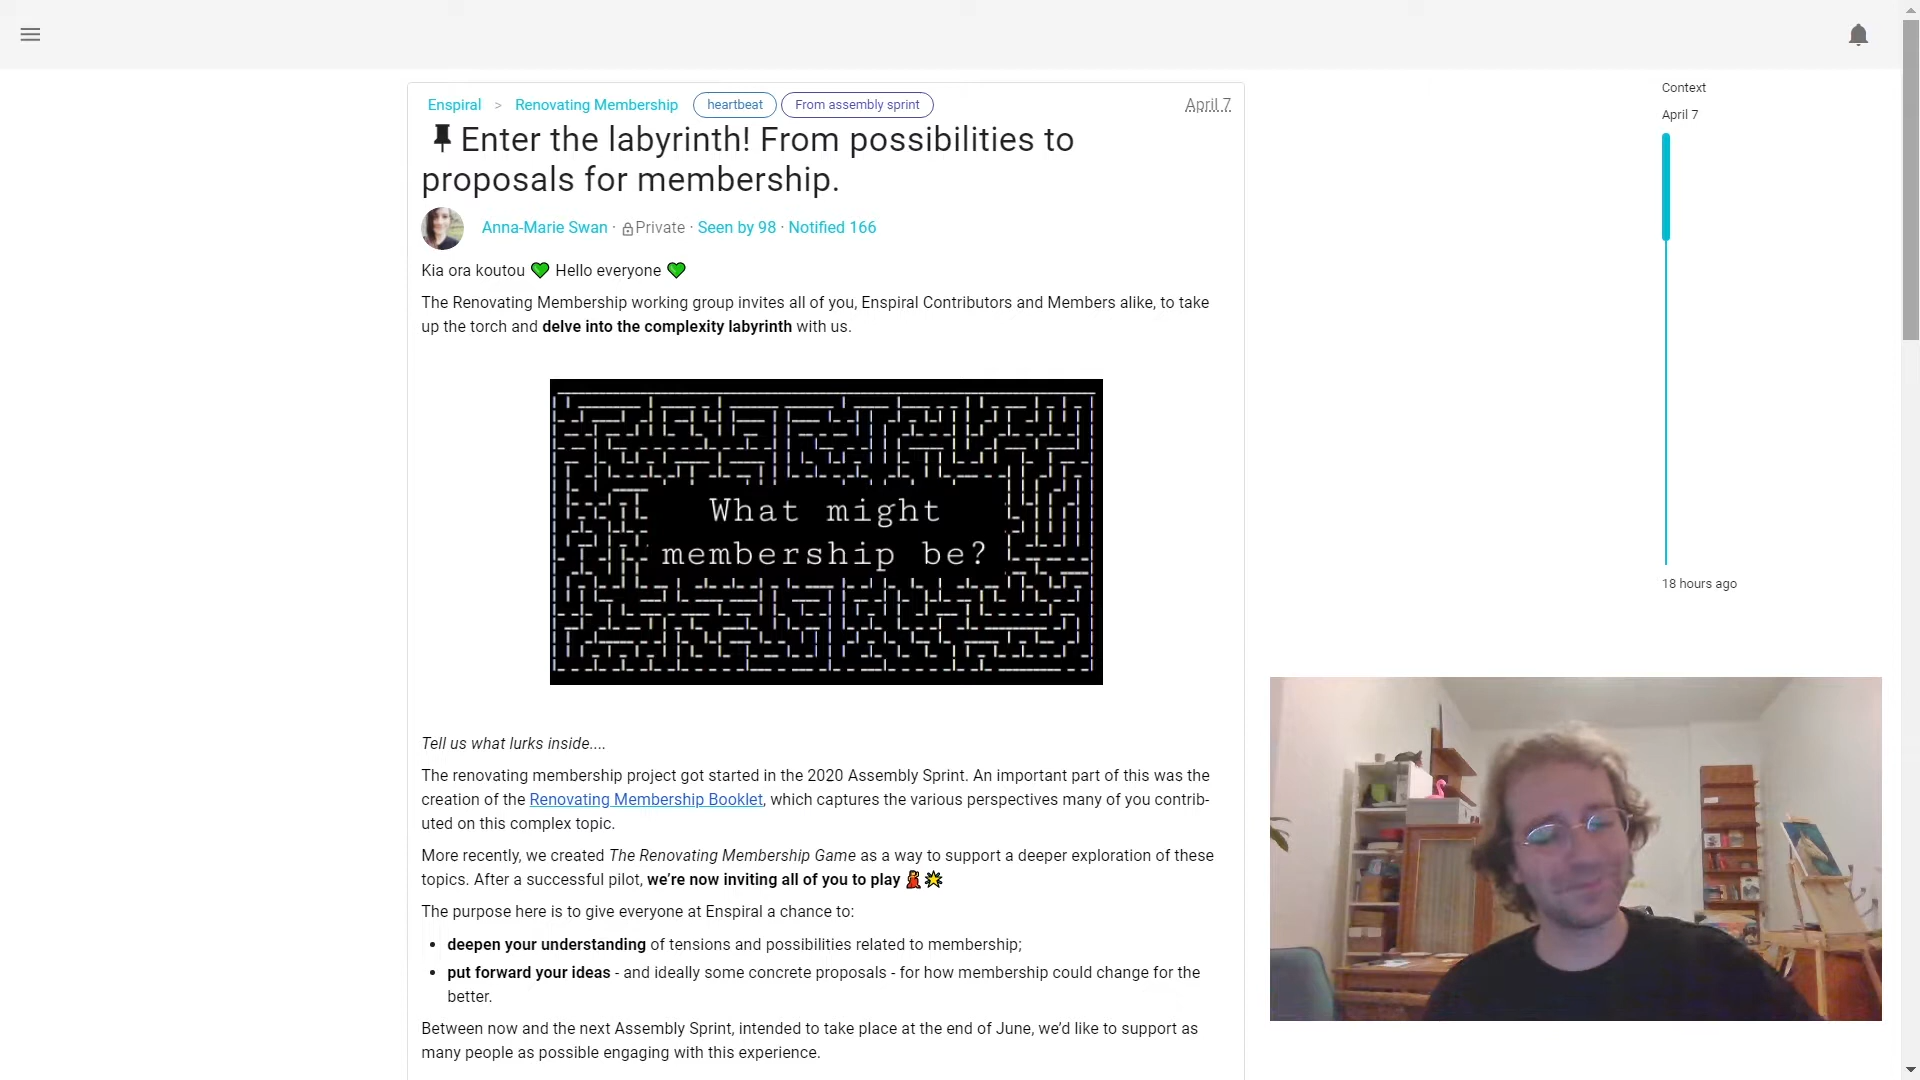 Enspiral > Renovating Membership heartbeat From assembly sprint April 7
Enter the labyrinth! From possibilities to
proposals for membership.
Anna-Marie Swan · Private · Seen by 98 · Notified 166
Kia ora koutou 💚 Hello everyone 💚
The Renovating Membership working group invites all of you, Enspiral Contributors and Members alike, to take
up the torch and delve into the complexity labyrinth with us.
What might
membership be?
Tell us what lurks inside....
The renovating membership project got started in the 2020 Assembly Sprint. An important part of this was the
creation of the Renovating Membership Booklet, which captures the various perspectives many of you contrib-
uted on this complex topic.
More recently, we created The Renovating Membership Game as a way to support a deeper exploration of these
topics. After a successful pilot, we’re now inviting all of you to play
The purpose here is to give everyone at Enspiral a chance to:
• deepen your understanding of tensions and possibilities related to membership;
• put forward your ideas - and ideally some concrete proposals - for how membership could change for the
better.
Between now and the next Assembly Sprint, intended to take place at the end of June, we’d like to support as
many people as possible engaging with this experience.
Context
April 7
18 hours ago